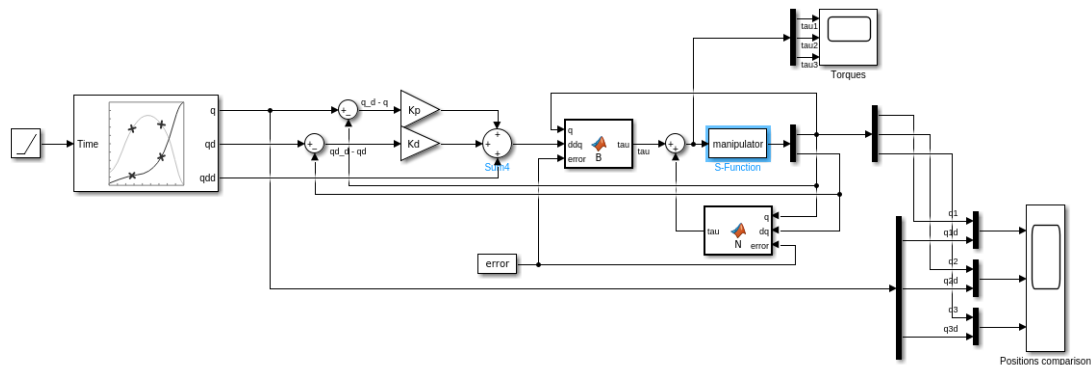 tau1
tau2
tau3
Torques
Time
q
qd
qdd
+
−
q_d - q
+
−
qd_d - qd
Kp
Kd
+
+
+
Sum4
q
ddq
error
B
tau
tau
+
+
manipulator
S-Function
q
dq
error
tau
N
error
q1
q1d
q2
q2d
q3
q3d
Positions comparison